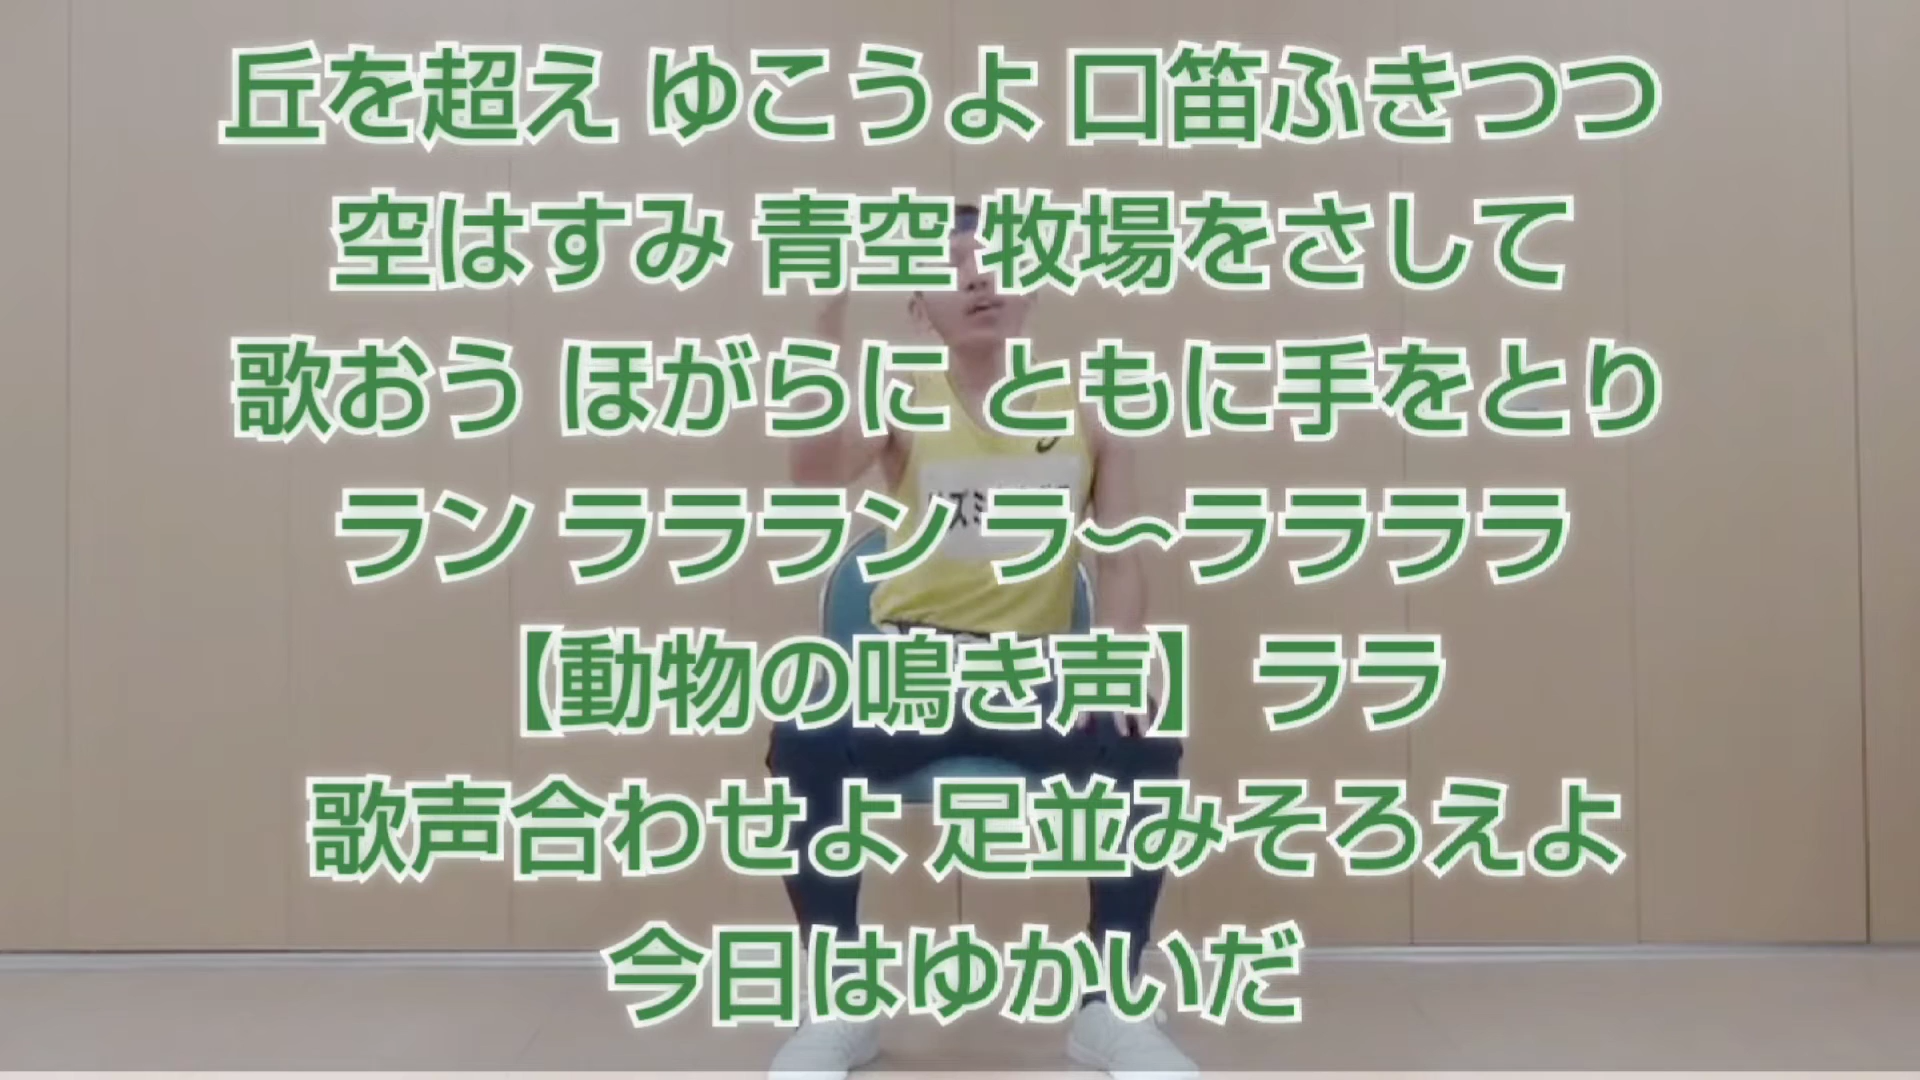 丘を超え ゆこうよ 口笛ふきつつ
空はすみ 青空 牧場をさして
歌おう ほがらに ともに手をとり
ラン ラララン ラ〜ララララ
【動物の鳴き声】 ララ
歌声合わせよ 足並みそろえよ
今日はゆかいだ